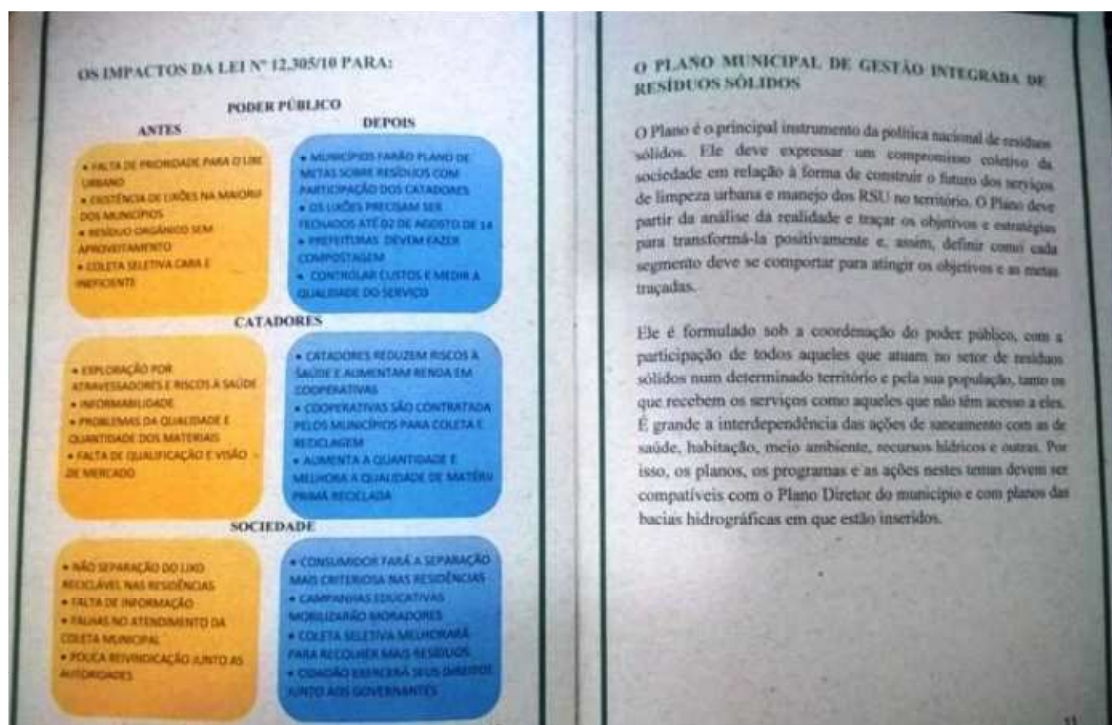 OS IMPACTOS DA LEI Nº 12.305/10 PARA:
PODER PÚBLICO
ANTES
• FALTA DE PRIORIDADE PARA O LIXE
URBANO
• EXISTÊNCIA DE LIXÕES NA MAIORIA
DOS MUNICÍPIOS
• RESÍDUO ORGÂNICO SEM
APROVEITAMENTO
• COLETA SELETIVA CARA E
INEFICIENTE
DEPOIS
• MUNICÍPIOS FARÃO PLANO DE
METAS SOBRE RESÍDUOS COM
PARTICIPAÇÃO DOS CATADORES
• OS LIXÕES PRECISAM SER
FECHADOS ATÉ 02 DE AGOSTO DE 14
• PREFEITURAS DEVEM FAZER
COMPOSTAGEM
• CONTROLAR CUSTOS E MEDIR A
QUALIDADE DO SERVIÇO
CATADORES
• EXPLORAÇÃO POR
ATRAVESSADORES E RISCOS À SAÚDE
• INFORMABILIDADE
• PROBLEMAS DA QUALIDADE E
QUANTIDADE DOS MATERIAIS
• FALTA DE QUALIFICAÇÃO E VISÃO
DE MERCADO
• CATADORES REDUZEM RISCOS À
SAÚDE E AUMENTAM RENDA EM
COOPERATIVAS
• COOPERATIVAS SÃO CONTRATADA
PELOS MUNICÍPIOS PARA COLETA E
RECICLAGEM
• AUMENTA A QUANTIDADE E
MELHORA A QUALIDADE DE MATÉRIA
PRIMA RECICLADA
SOCIEDADE
• NÃO SEPARAÇÃO DO LIXO
RECICLÁVEL NAS RESIDÊNCIAS
• FALTA DE INFORMAÇÃO
• FALHAS NO ATENDIMENTO DA
COLETA MUNICIPAL
• POUCA REIVINDICAÇÃO JUNTO AS
AUTORIDADES
• CONSUMIDOR FARÁ A SEPARAÇÃO
MAIS CRITERIOSA NAS RESIDÊNCIAS
• CAMPANHAS EDUCATIVAS
MOBILIZARÃO MORADORES
• COLETA SELETIVA MELHORARÁ
PARA RECOLHER MAIS RESÍDUOS
• CIDADÃO EXERCERÁ SEUS DIREITOS
JUNTO AOS GOVERNANTES
O PLANO MUNICIPAL DE GESTÃO INTEGRADA DE
RESÍDUOS SÓLIDOS
O Plano é o principal instrumento da política nacional de resíduos
sólidos. Ele deve expressar um compromisso coletivo da
sociedade em relação à forma de construir o futuro dos serviços
de limpeza urbana e manejo dos RSU no território. O Plano deve
partir da análise da realidade e traçar os objetivos e estratégias
para transformá-la positivamente e, assim, definir como cada
segmento deve se comportar para atingir os objetivos e as metas
traçadas.
Ele é formulado sob a coordenação do poder público, com a
participação de todos aqueles que atuam no setor de resíduos
sólidos num determinado território e pela sua população, tanto os
que recebem os serviços como aqueles que não têm acesso a eles.
É grande a interdependência das ações de saneamento com as de
saúde, habitação, meio ambiente, recursos hídricos e outras. Por
isso, os planos, os programas e as ações nestes temas devem ser
compatíveis com o Plano Diretor do município e com planos das
bacias hidrográficas em que estão inseridos.